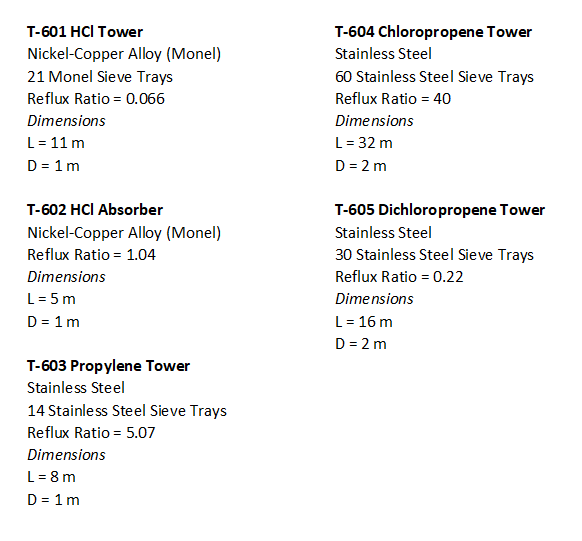 T-601 HCl Tower
Nickel-Copper Alloy (Monel)
21 Monel Sieve Trays
Reflux Ratio = 0.066
Dimensions
L = 11 m
D = 1 m
T-602 HCl Absorber
Nickel-Copper Alloy (Monel)
Reflux Ratio = 1.04
Dimensions
L = 5 m
D = 1 m
T-603 Propylene Tower
Stainless Steel
14 Stainless Steel Sieve Trays
Reflux Ratio = 5.07
Dimensions
L = 8 m
D = 1 m
T-604 Chloropropene Tower
Stainless Steel
60 Stainless Steel Sieve Trays
Reflux Ratio = 40
Dimensions
L = 32 m
D = 2 m
T-605 Dichloropropene Tower
Stainless Steel
30 Stainless Steel Sieve Trays
Reflux Ratio = 0.22
Dimensions
L = 16 m
D = 2 m